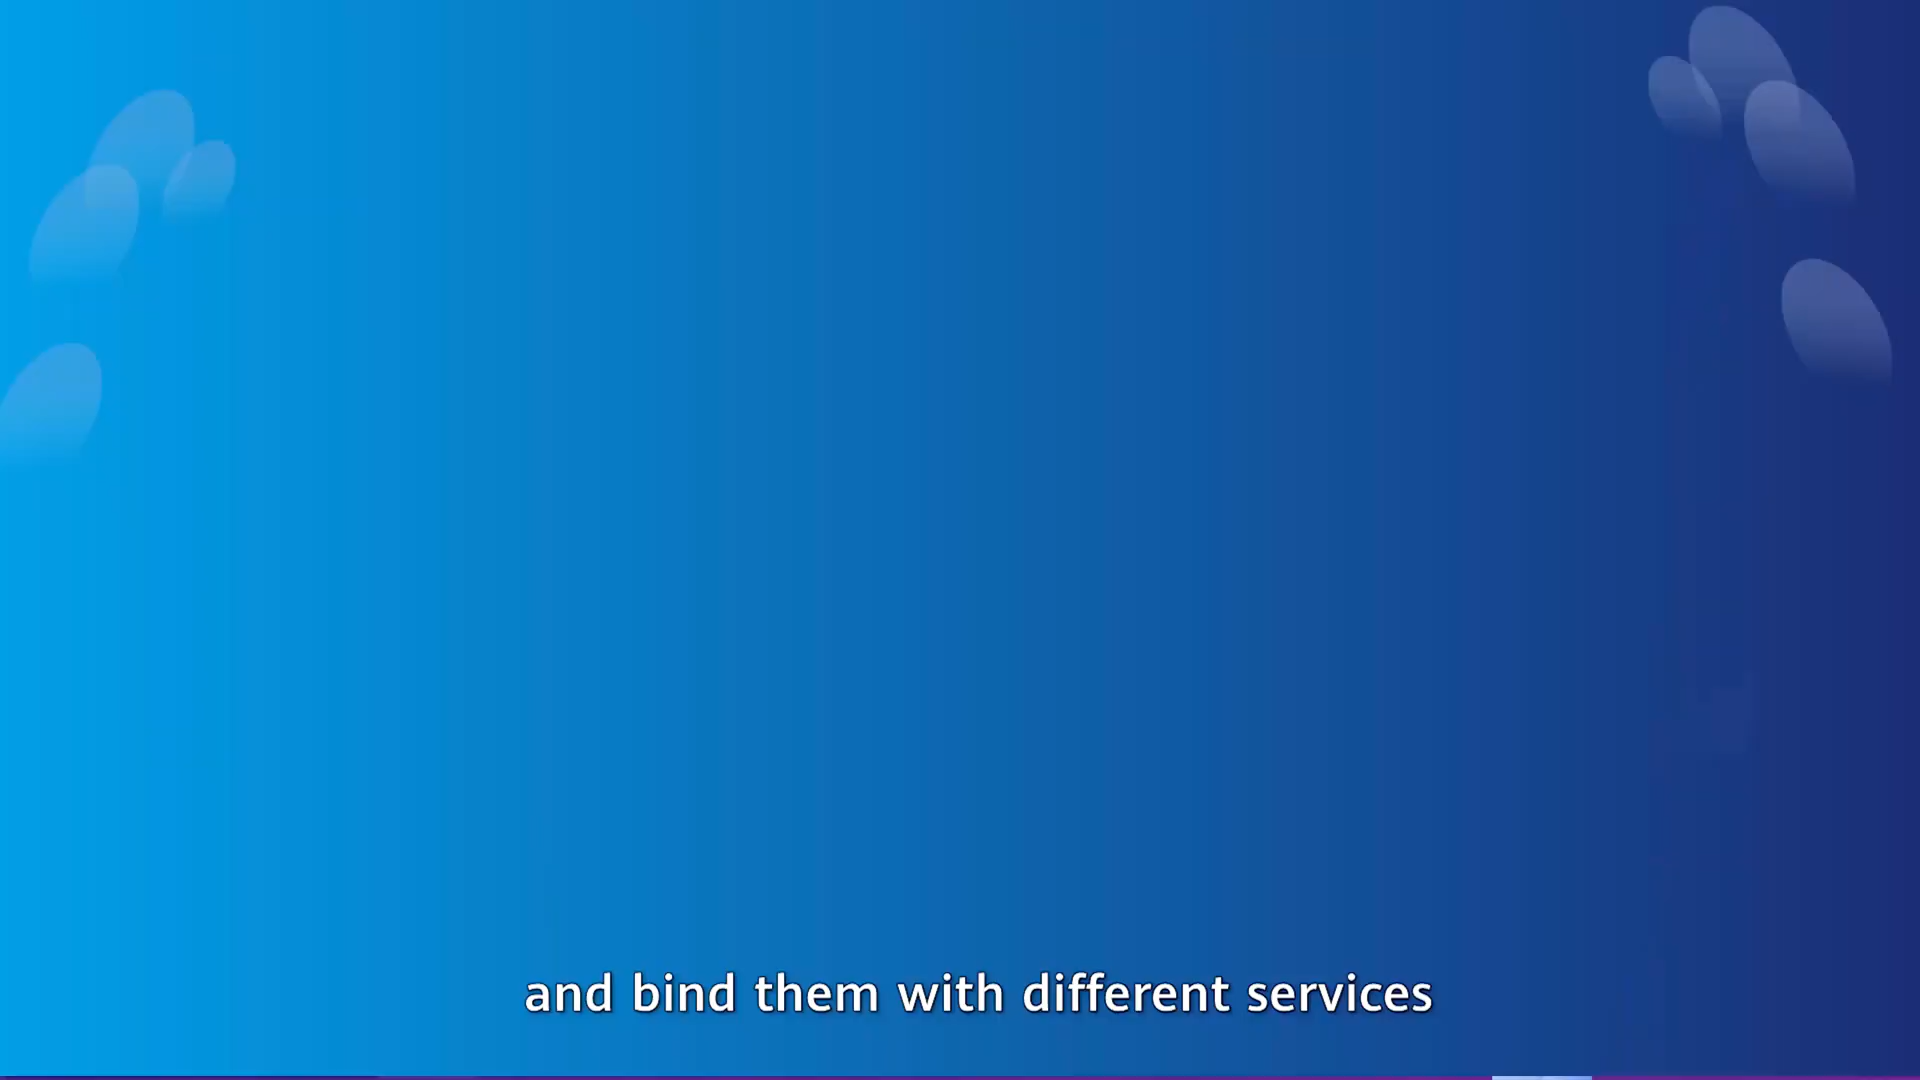 and bind them with different services